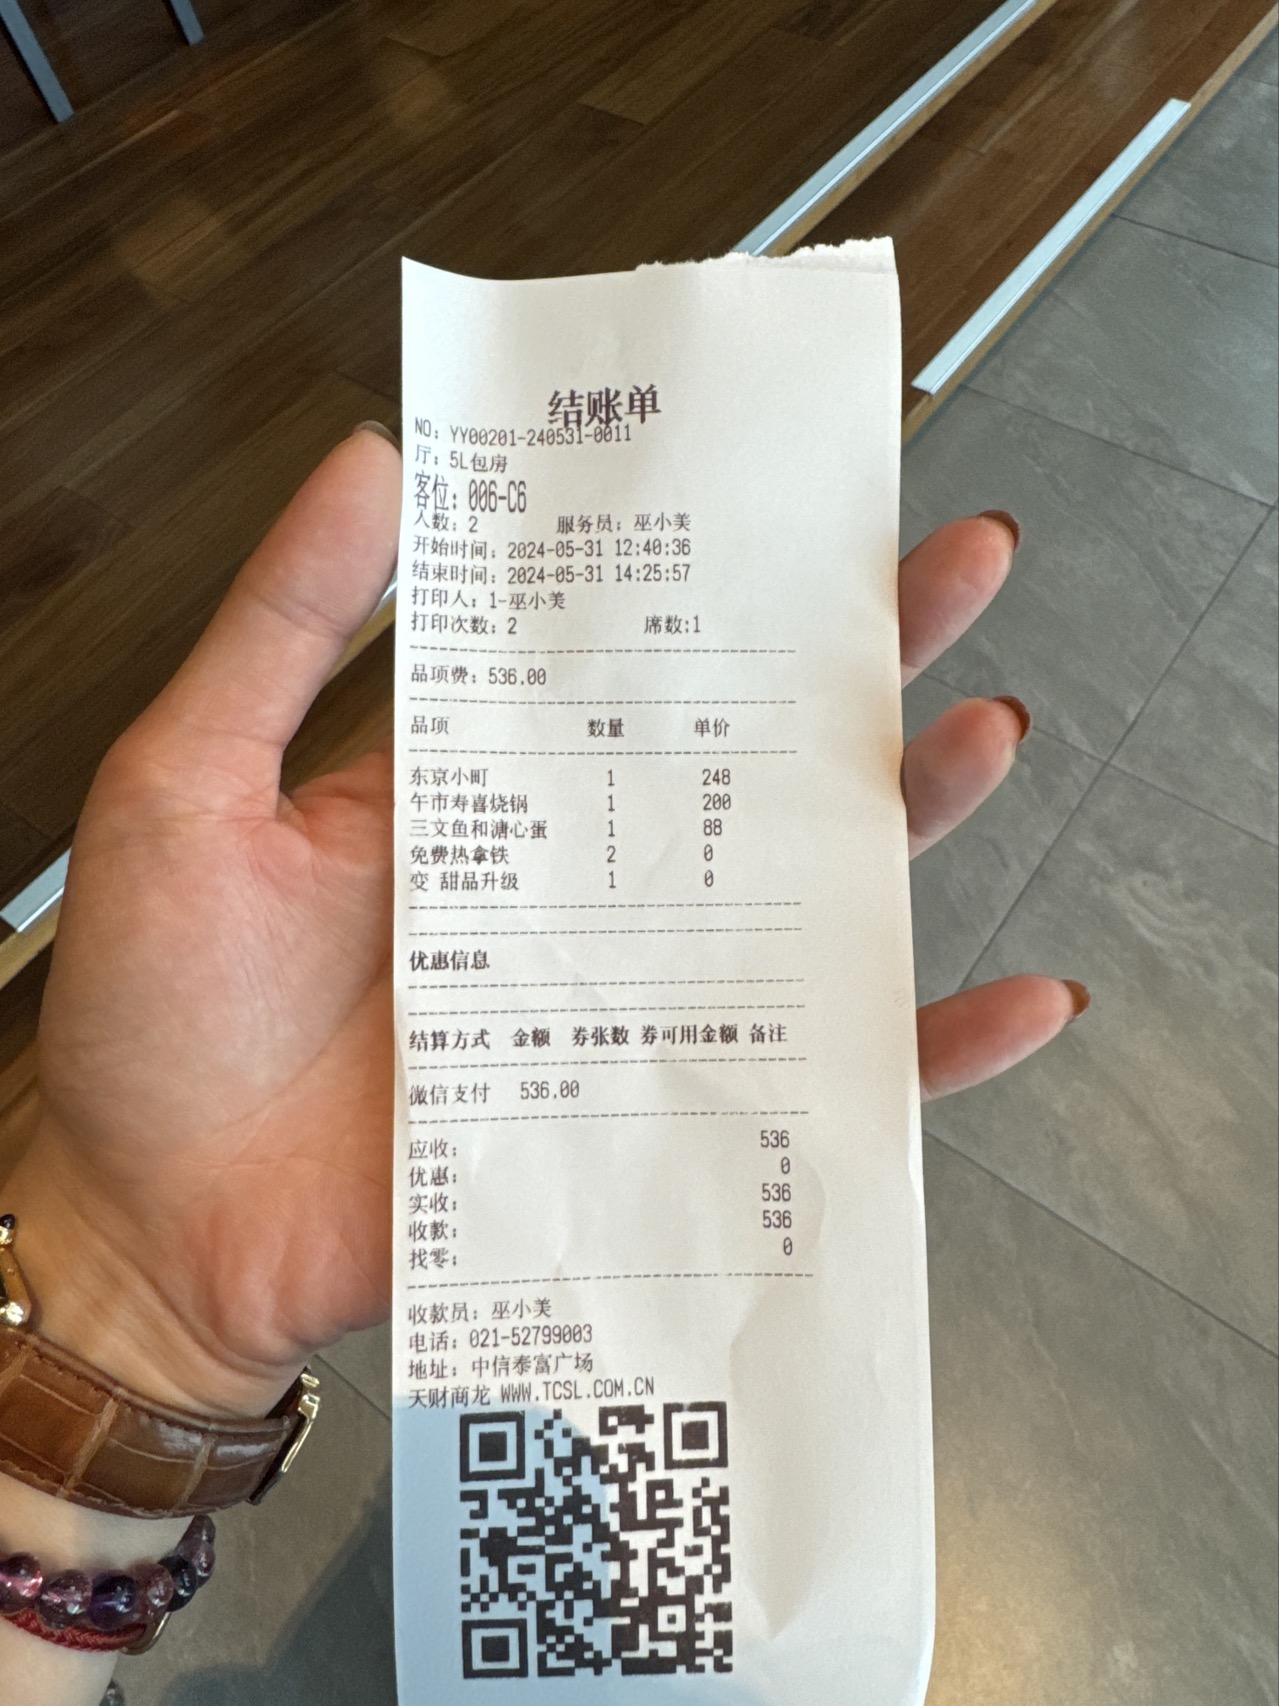 结账单
NO: YY00201-240531-0011
厅: 5L包房
客位: 006-C6
人数: 2 服务员: 巫小美
开始时间: 2024-05-31 12:40:36
结束时间: 2024-05-31 14:25:57
打印人: 1-巫小美
打印次数: 2 席数:1
品项费: 536.00
品项 数量 单价
东京小町 1 248
午市寿喜烧锅 1 200
三文鱼和溏心蛋 1 88
免费热拿铁 2 0
变 甜品升级 1 0
优惠信息
结算方式 金额 券张数 券可用金额 备注
微信支付 536.00
应收: 536
优惠: 0
实收: 536
收款: 536
找零: 0
收款员: 巫小美
电话: 021-52799003
地址: 中信泰富广场
天财商龙 WWW.TCSL.COM.CN